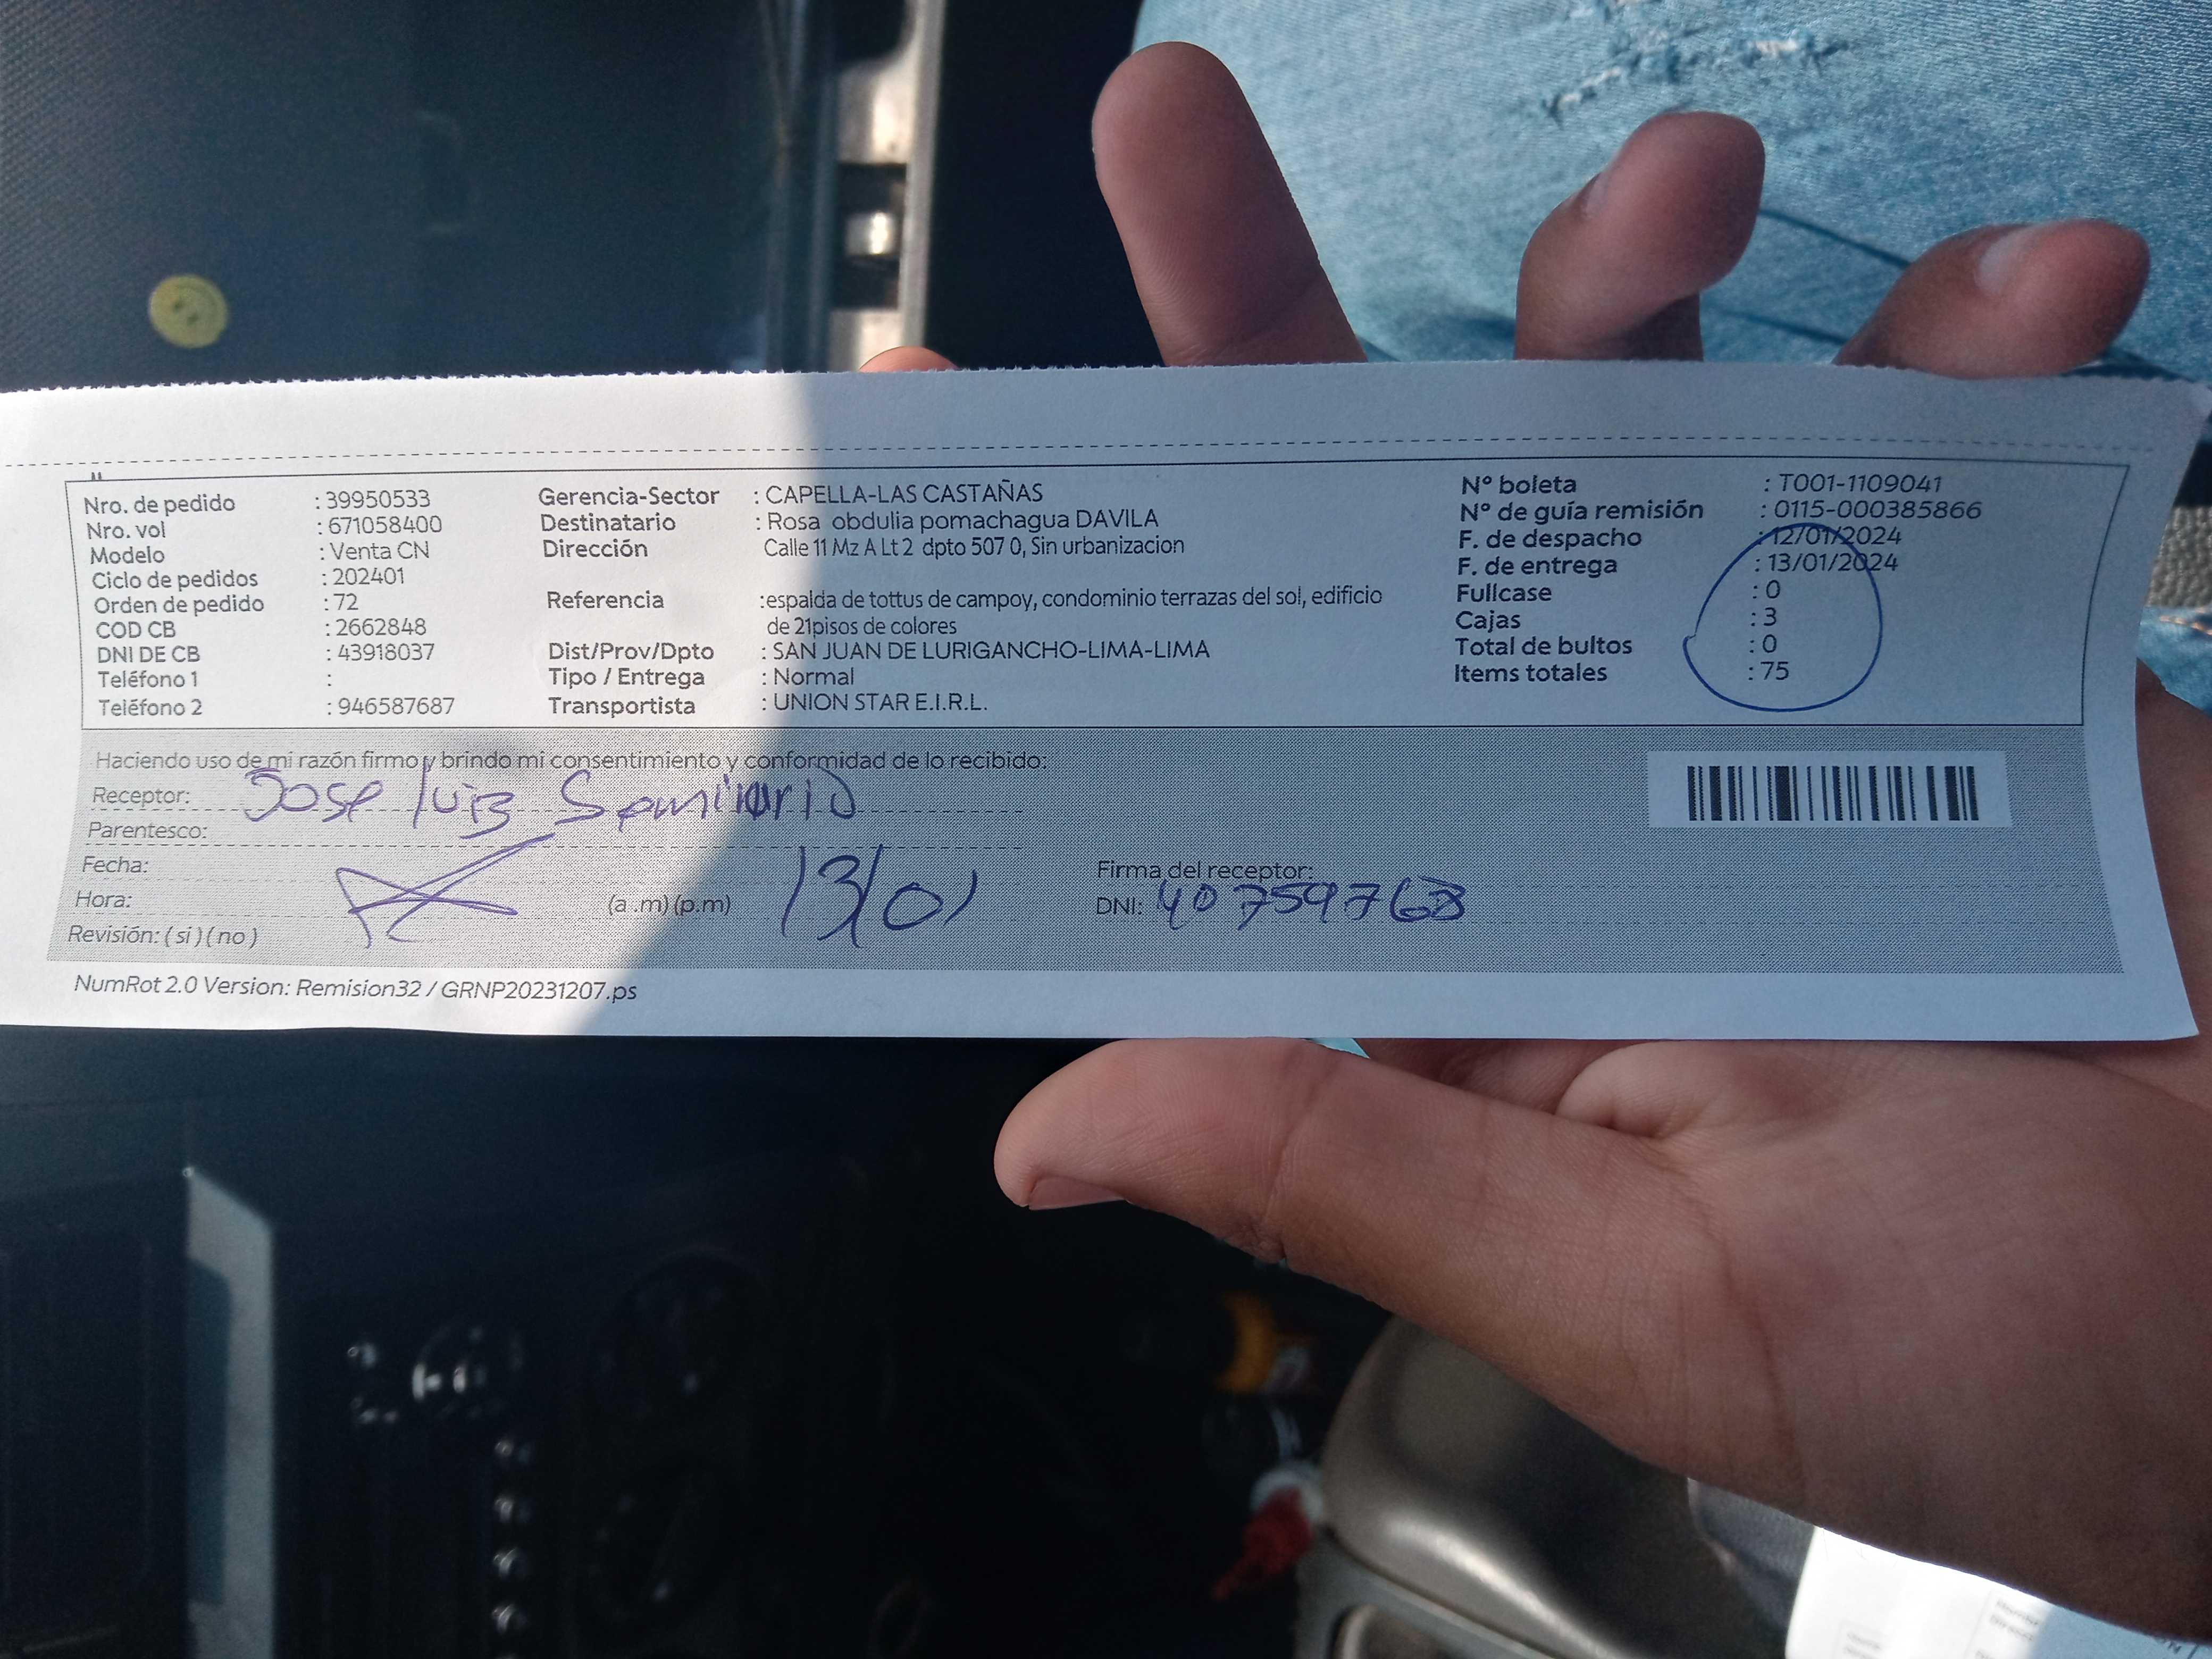 Nro. de pedido : 39950533
Nro. vol : 671058400
Modelo : Venta CN
Ciclo de pedidos : 202401
Orden de pedido : 72
COD CB : 2662848
DNI DE CB : 43918037
Teléfono 1 :
Teléfono 2 : 946587687
Gerencia-Sector : CAPELLA-LAS CASTAÑAS
Destinatario : Rosa obdulia pomachagua DAVILA
Dirección Calle 11 Mz A Lt 2 dpto 507 0, Sin urbanizacion
Referencia :espalda de tottus de campoy, condominio terrazas del sol, edificio
de 21pisos de colores
Dist/Prov/Dpto : SAN JUAN DE LURIGANCHO-LIMA-LIMA
Tipo / Entrega : Normal
Transportista : UNION STAR E.I.R.L.
N° boleta : T001-1109041
N° de guía remisión : 0115-000385866
F. de despacho : 12/01/2024
F. de entrega : 13/01/2024
Fullcase : 0
Cajas : 3
Total de bultos : 0
Items totales : 75
Haciendo uso de mi razón firmo y brindo mi consentimiento y conformidad de lo recibido:
Receptor: Jose luis Seminario
Parentesco:
Fecha:
Hora: (a .m) (p.m) 13/01
Revisión: ( si ) ( no )
Firma del receptor:
DNI: 40759768
NumRot 2.0 Version: Remision32 / GRNP20231207.ps